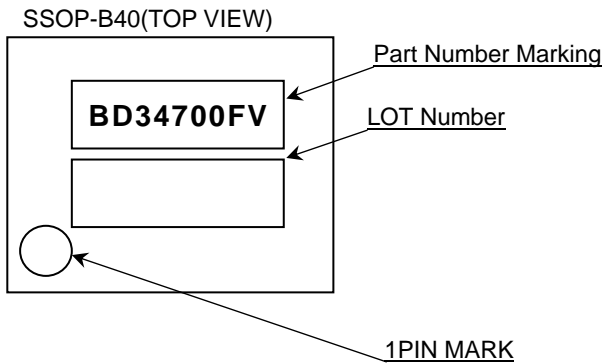 SSOP-B40(TOP VIEW)
Part Number Marking
BD34700FV
LOT Number
1PIN MARK